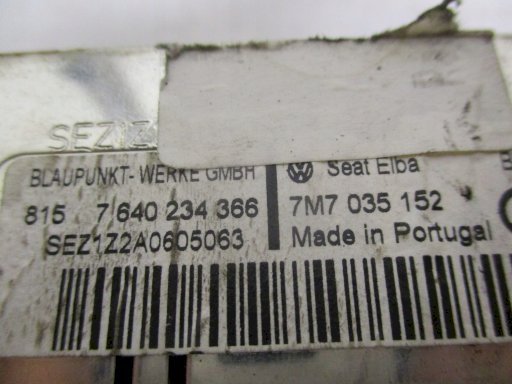 SEZ1Z
BLAUPUNKT- WERKE GMBH
Seat Elba
815 7 640 234 366
7M7 035 152
SEZ1Z2A0605063
Made in Portugal